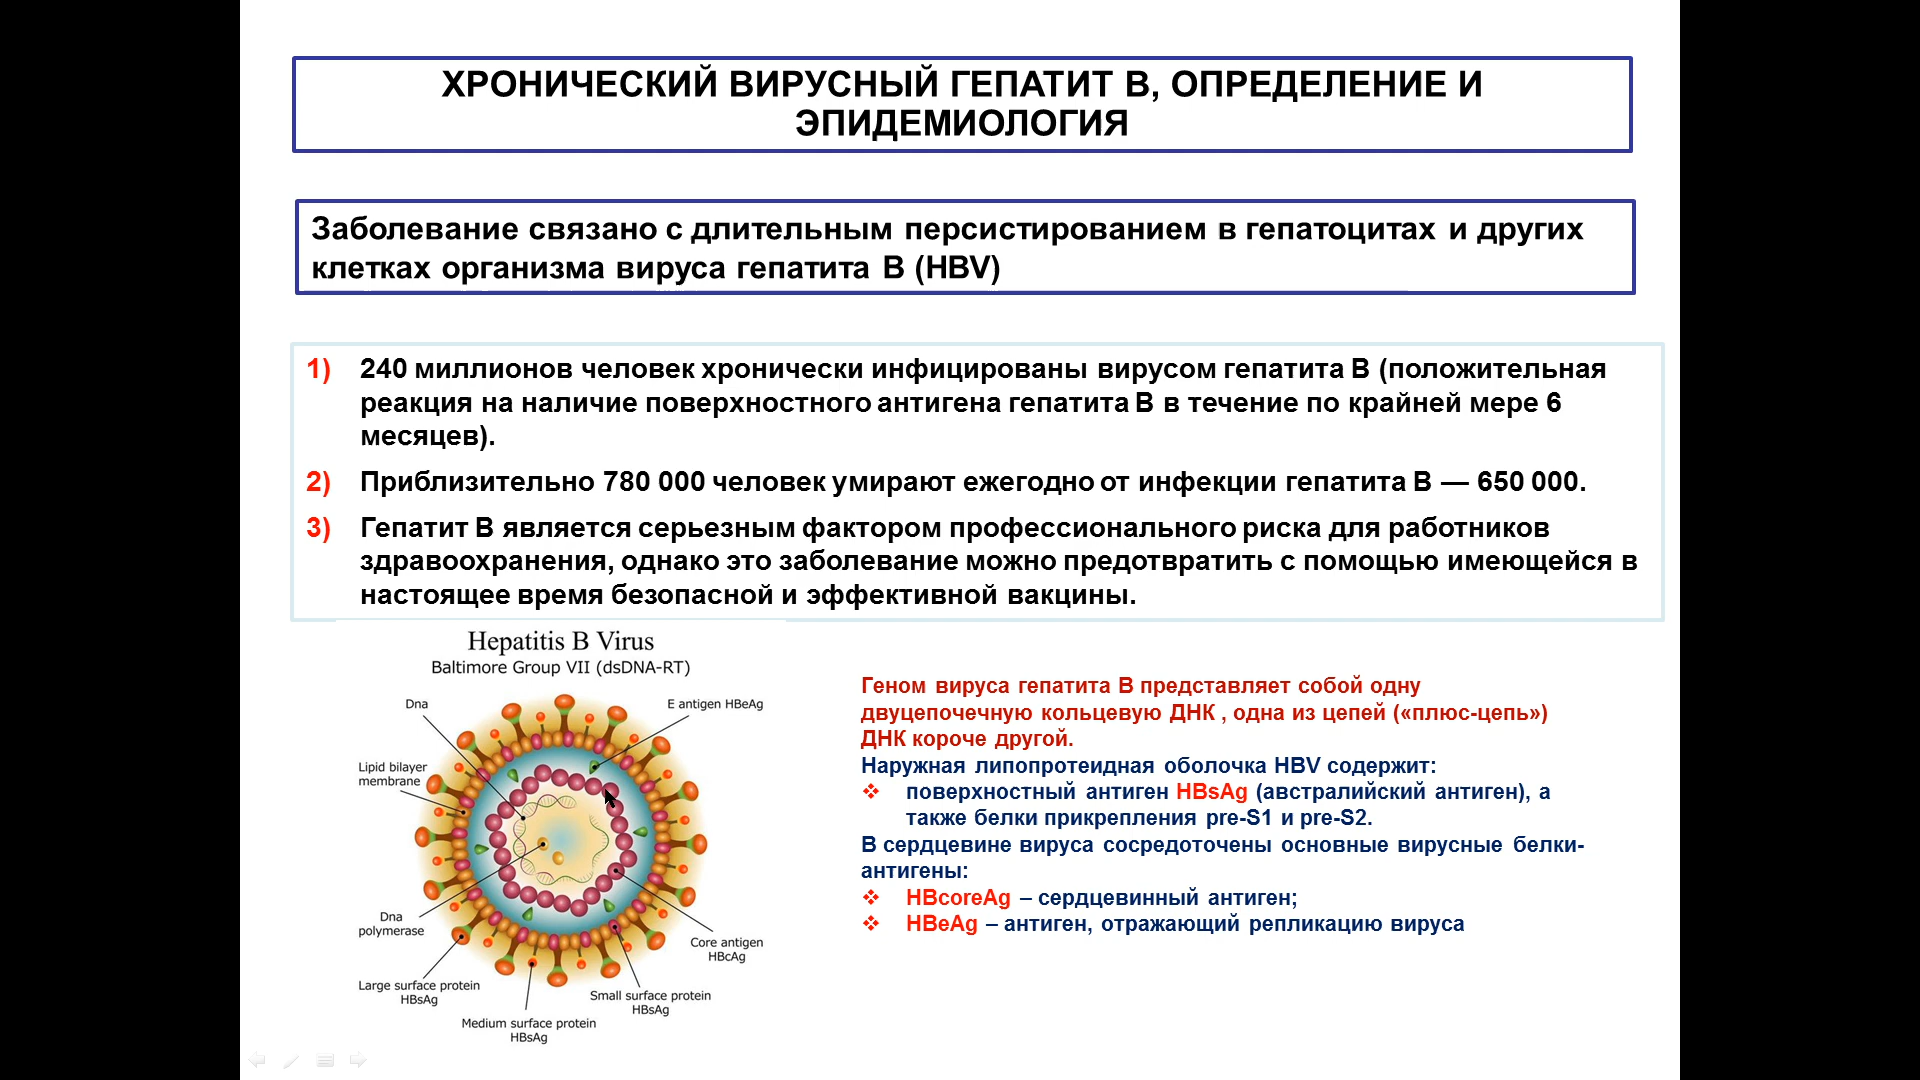 ХРОНИЧЕСКИЙ ВИРУСНЫЙ ГЕПАТИТ В, ОПРЕДЕЛЕНИЕ И
ЭПИДЕМИОЛОГИЯ
Заболевание связано с длительным персистированием в гепатоцитах и других
клетках организма вируса гепатита В (HBV)
1) 240 миллионов человек хронически инфицированы вирусом гепатита В (положительная
реакция на наличие поверхностного антигена гепатита В в течение по крайней мере 6
месяцев).
2) Приблизительно 780 000 человек умирают ежегодно от инфекции гепатита В — 650 000.
3) Гепатит В является серьезным фактором профессионального риска для работников
здравоохранения, однако это заболевание можно предотвратить с помощью имеющейся в
настоящее время безопасной и эффективной вакцины.
Hepatitis B Virus
Baltimore Group VII (dsDNA-RT)
Dna
E antigen HBeAg
Lipid bilayer
membrane
Dna
polymerase
Core antigen
HBcAg
Large surface protein
HBsAg
Small surface protein
HBsAg
Medium surface protein
HBsAg
Геном вируса гепатита В представляет собой одну
двуцепочечную кольцевую ДНК , одна из цепей («плюс-цепь»)
ДНК короче другой.
Наружная липопротеидная оболочка HBV содержит:
❖ поверхностный антиген HBsAg (австралийский антиген), а
также белки прикрепления pre-S1 и pre-S2.
В сердцевине вируса сосредоточены основные вирусные белки-
антигены:
❖ HBcoreAg – сердцевинный антиген;
❖ HBeAg – антиген, отражающий репликацию вируса